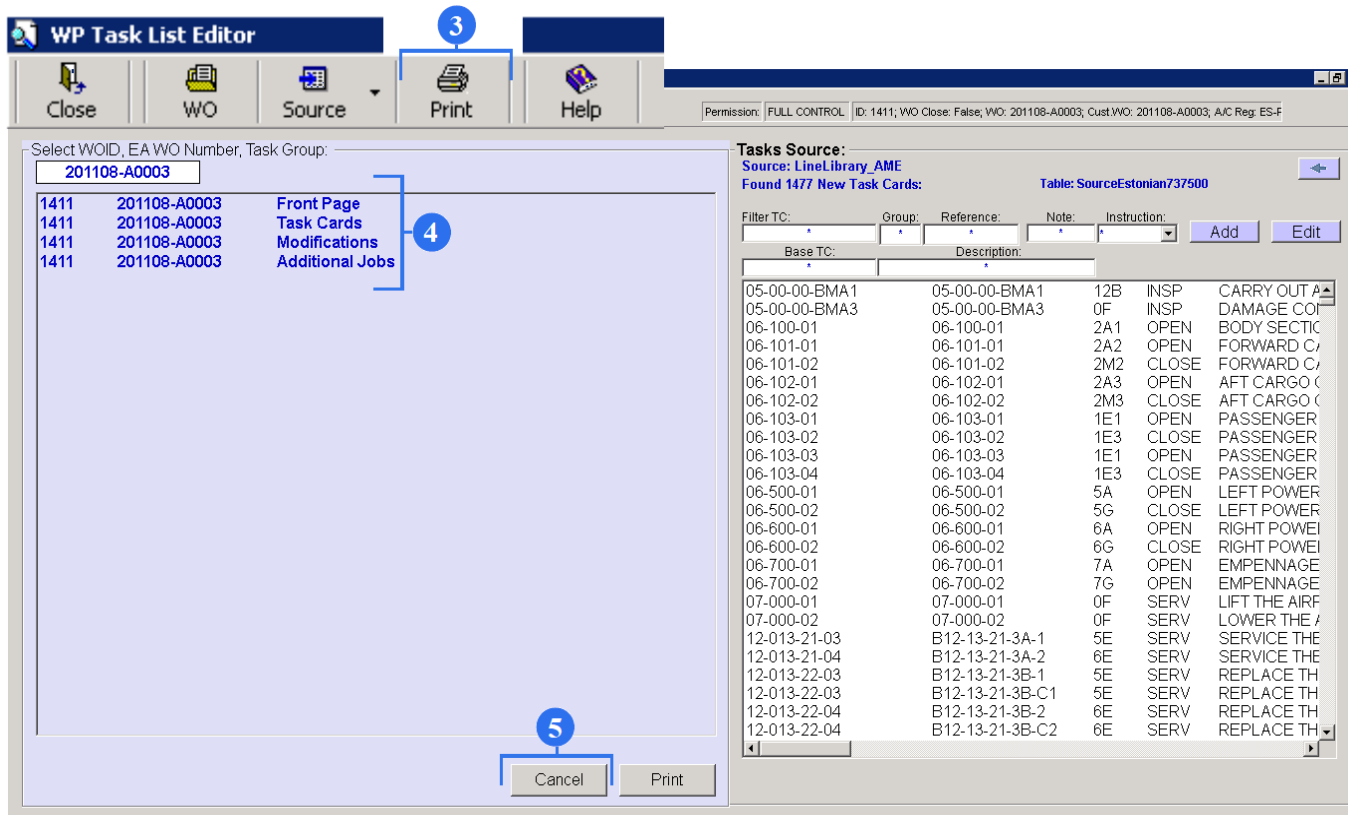 WP Task List Editor
3
Close WO Source Print Help
Permission: FULL CONTROL ID: 1411; WO Close: False; WO: 201108-A0003; Cust.WO: 201108-A0003; A/C Reg: ES-F
Select WOID, EA WO Number, Task Group:
201108-A0003
1411 201108-A0003 Front Page
1411 201108-A0003 Task Cards
1411 201108-A0003 Modifications
1411 201108-A0003 Additional Jobs
4
5
Cancel Print
Tasks Source:
Source: LineLibrary_AME
Found 1477 New Task Cards: Table: SourceEstonian737500
Filter TC: Group: Reference: Note: Instruction:
* * * * * Add Edit
Base TC: Description:
* *
05-00-00-BMA1 05-00-00-BMA1 12B INSP CARRY OUT A
05-00-00-BMA3 05-00-00-BMA3 0F INSP DAMAGE CON
06-100-01 06-100-01 2A1 OPEN BODY SECTIO
06-101-01 06-101-01 2A2 OPEN FORWARD CA
06-101-02 06-101-02 2M2 CLOSE FORWARD CA
06-102-01 06-102-01 2A3 OPEN AFT CARGO C
06-102-02 06-102-02 2M3 CLOSE AFT CARGO C
06-103-01 06-103-01 1E1 OPEN PASSENGER
06-103-02 06-103-02 1E3 CLOSE PASSENGER
06-103-03 06-103-03 1E1 OPEN PASSENGER
06-103-04 06-103-04 1E3 CLOSE PASSENGER
06-500-01 06-500-01 5A OPEN LEFT POWER
06-500-02 06-500-02 5G CLOSE LEFT POWER
06-600-01 06-600-01 6A OPEN RIGHT POWE
06-600-02 06-600-02 6G CLOSE RIGHT POWE
06-700-01 06-700-01 7A OPEN EMPENNAGE
06-700-02 06-700-02 7G OPEN EMPENNAGE
07-000-01 07-000-01 0F SERV LIFT THE AIRP
07-000-02 07-000-02 0F SERV LOWER THE A
12-013-21-03 B12-13-21-3A-1 5E SERV SERVICE THE
12-013-21-04 B12-13-21-3A-2 6E SERV SERVICE THE
12-013-22-03 B12-13-21-3B-1 5E SERV REPLACE TH
12-013-22-03 B12-13-21-3B-C1 5E SERV REPLACE TH
12-013-22-04 B12-13-21-3B-2 6E SERV REPLACE TH
12-013-22-04 B12-13-21-3B-C2 6E SERV REPLACE TH